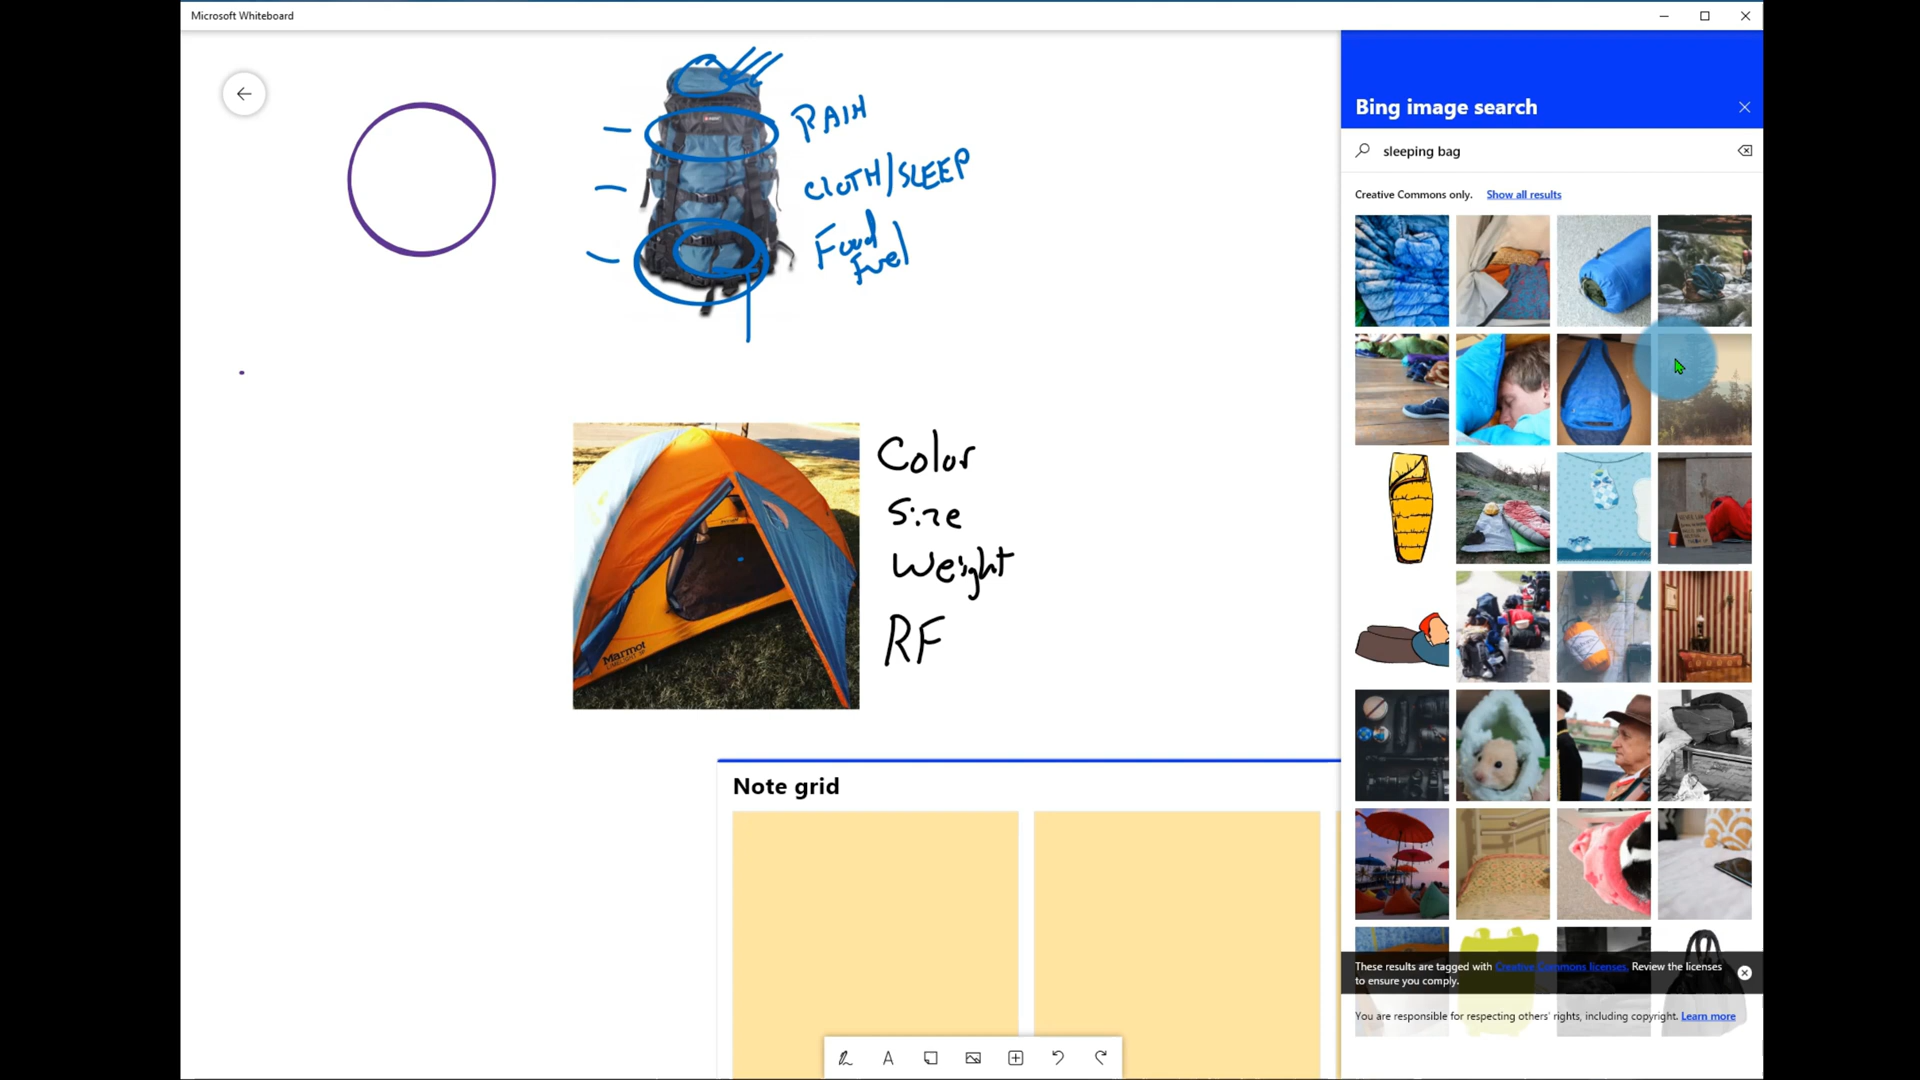 Microsoft Whiteboard
RAIN
CLOTH/SLEEP
Food
Fuel
Color
Size
Weight
RF
Marmot
Note grid
Bing image search
sleeping bag
Creative Commons only. Show all results
These results are tagged with Creative Commons licenses. Review the licenses
to ensure you comply.
You are responsible for respecting others' rights, including copyright. Learn more